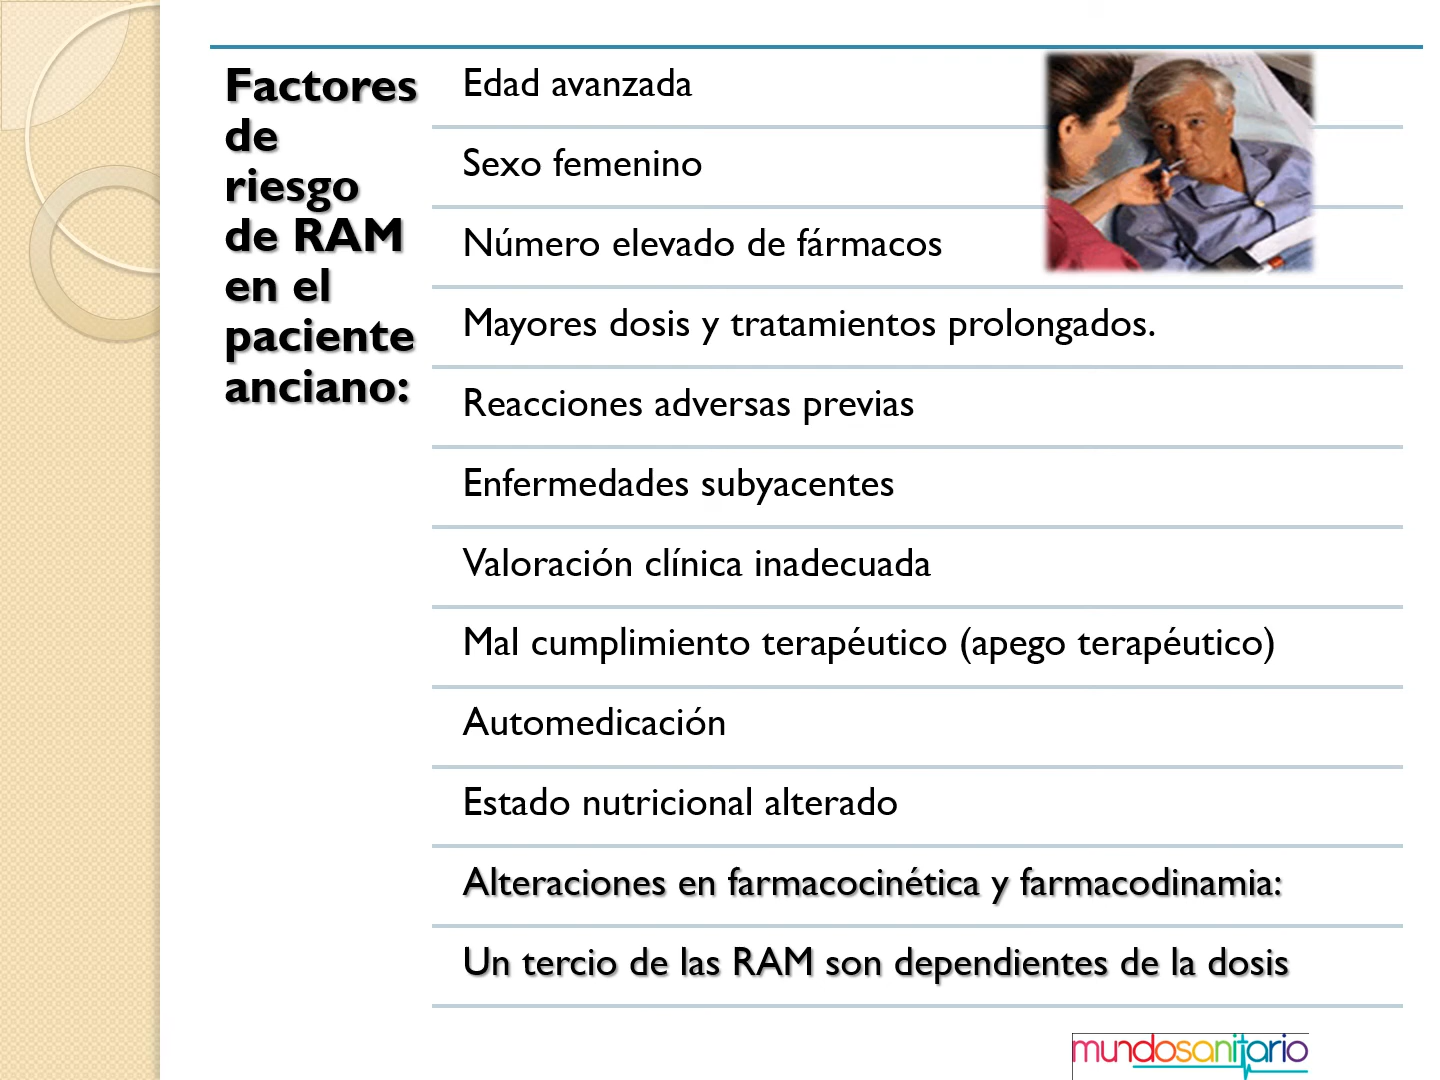 Factores
de
riesgo
de RAM
en el
paciente
anciano:
Edad avanzada
Sexo femenino
Número elevado de fármacos
Mayores dosis y tratamientos prolongados.
Reacciones adversas previas
Enfermedades subyacentes
Valoración clínica inadecuada
Mal cumplimiento terapéutico (apego terapéutico)
Automedicación
Estado nutricional alterado
Alteraciones en farmacocinética y farmacodinamia:
Un tercio de las RAM son dependientes de la dosis
mundosanitario